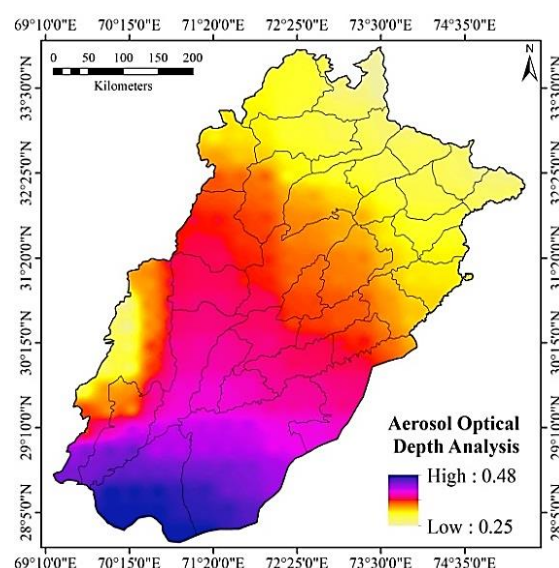 69°10'0"E 70°15'0"E 71°20'0"E 72°25'0"E 73°30'0"E 74°35'0"E
0 50 100 150 200
Kilometers
N
33°30'0"N
32°25'0"N
31°20'0"N
30°15'0"N
29°10'0"N
28°5'0"N
33°30'0"N
32°25'0"N
31°20'0"N
30°15'0"N
29°10'0"N
28°5'0"N
Aerosol Optical
Depth Analysis
High : 0.48
Low : 0.25
69°10'0"E 70°15'0"E 71°20'0"E 72°25'0"E 73°30'0"E 74°35'0"E